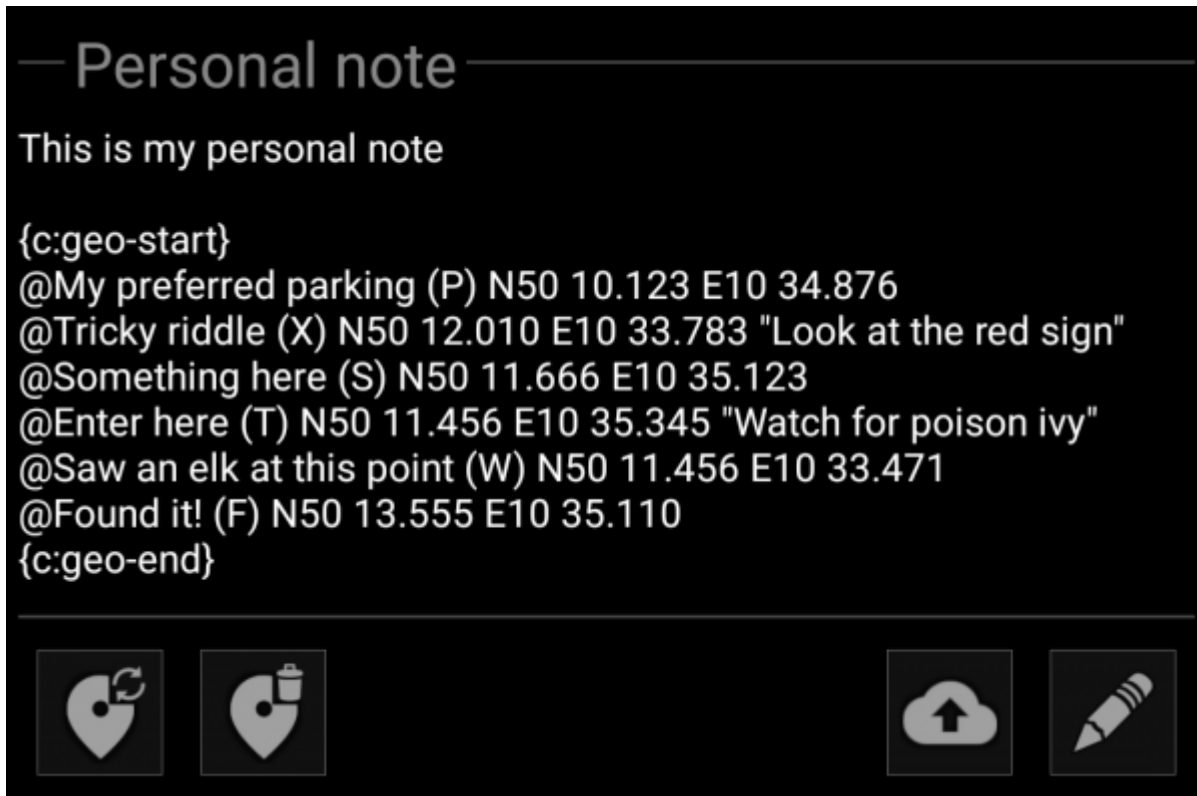 Personal note
This is my personal note
{c:geo-start}
@My preferred parking (P) N50 10.123 E10 34.876
@Tricky riddle (X) N50 12.010 E10 33.783 "Look at the red sign"
@Something here (S) N50 11.666 E10 35.123
@Enter here (T) N50 11.456 E10 35.345 "Watch for poison ivy"
@Saw an elk at this point (W) N50 11.456 E10 33.471
@Found it! (F) N50 13.555 E10 35.110
{c:geo-end}